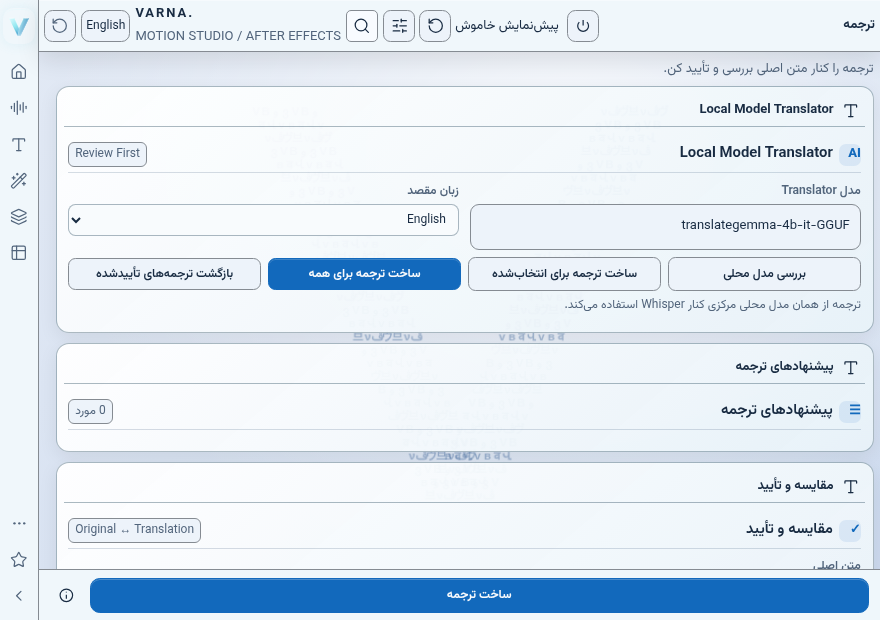 ترجمه
پیش‌نمایش خاموش
VARNA.
MOTION STUDIO / AFTER EFFECTS
English
ترجمه را کنار متن اصلی بررسی و تأیید کن.
Local Model Translator
AI Local Model Translator
Review First
مدل Translator
زبان مقصد
translategemma-4b-it-GGUF
English
بررسی مدل محلی
ساخت ترجمه برای انتخاب‌شده
ساخت ترجمه برای همه
بازگشت ترجمه‌های تأییدشده
ترجمه از همان مدل محلی مرکزی کنار Whisper استفاده می‌کند.
پیشنهادهای ترجمه
پیشنهادهای ترجمه
0 مورد
مقایسه و تأیید
مقایسه و تأیید
Original ↔ Translation
متن اصلی
ساخت ترجمه